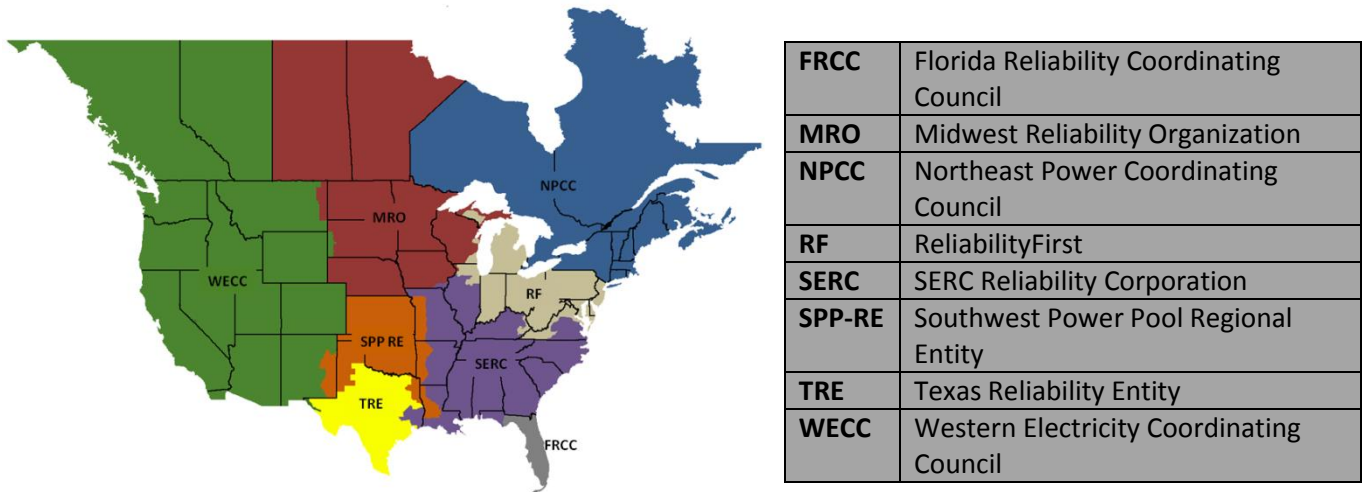 NPCC
MRO
WECC
RF
SPP RE
SERC
TRE
FRCC
FRCC Florida Reliability Coordinating
Council
MRO Midwest Reliability Organization
NPCC Northeast Power Coordinating
Council
RF ReliabilityFirst
SERC SERC Reliability Corporation
SPP-RE Southwest Power Pool Regional
Entity
TRE Texas Reliability Entity
WECC Western Electricity Coordinating
Council